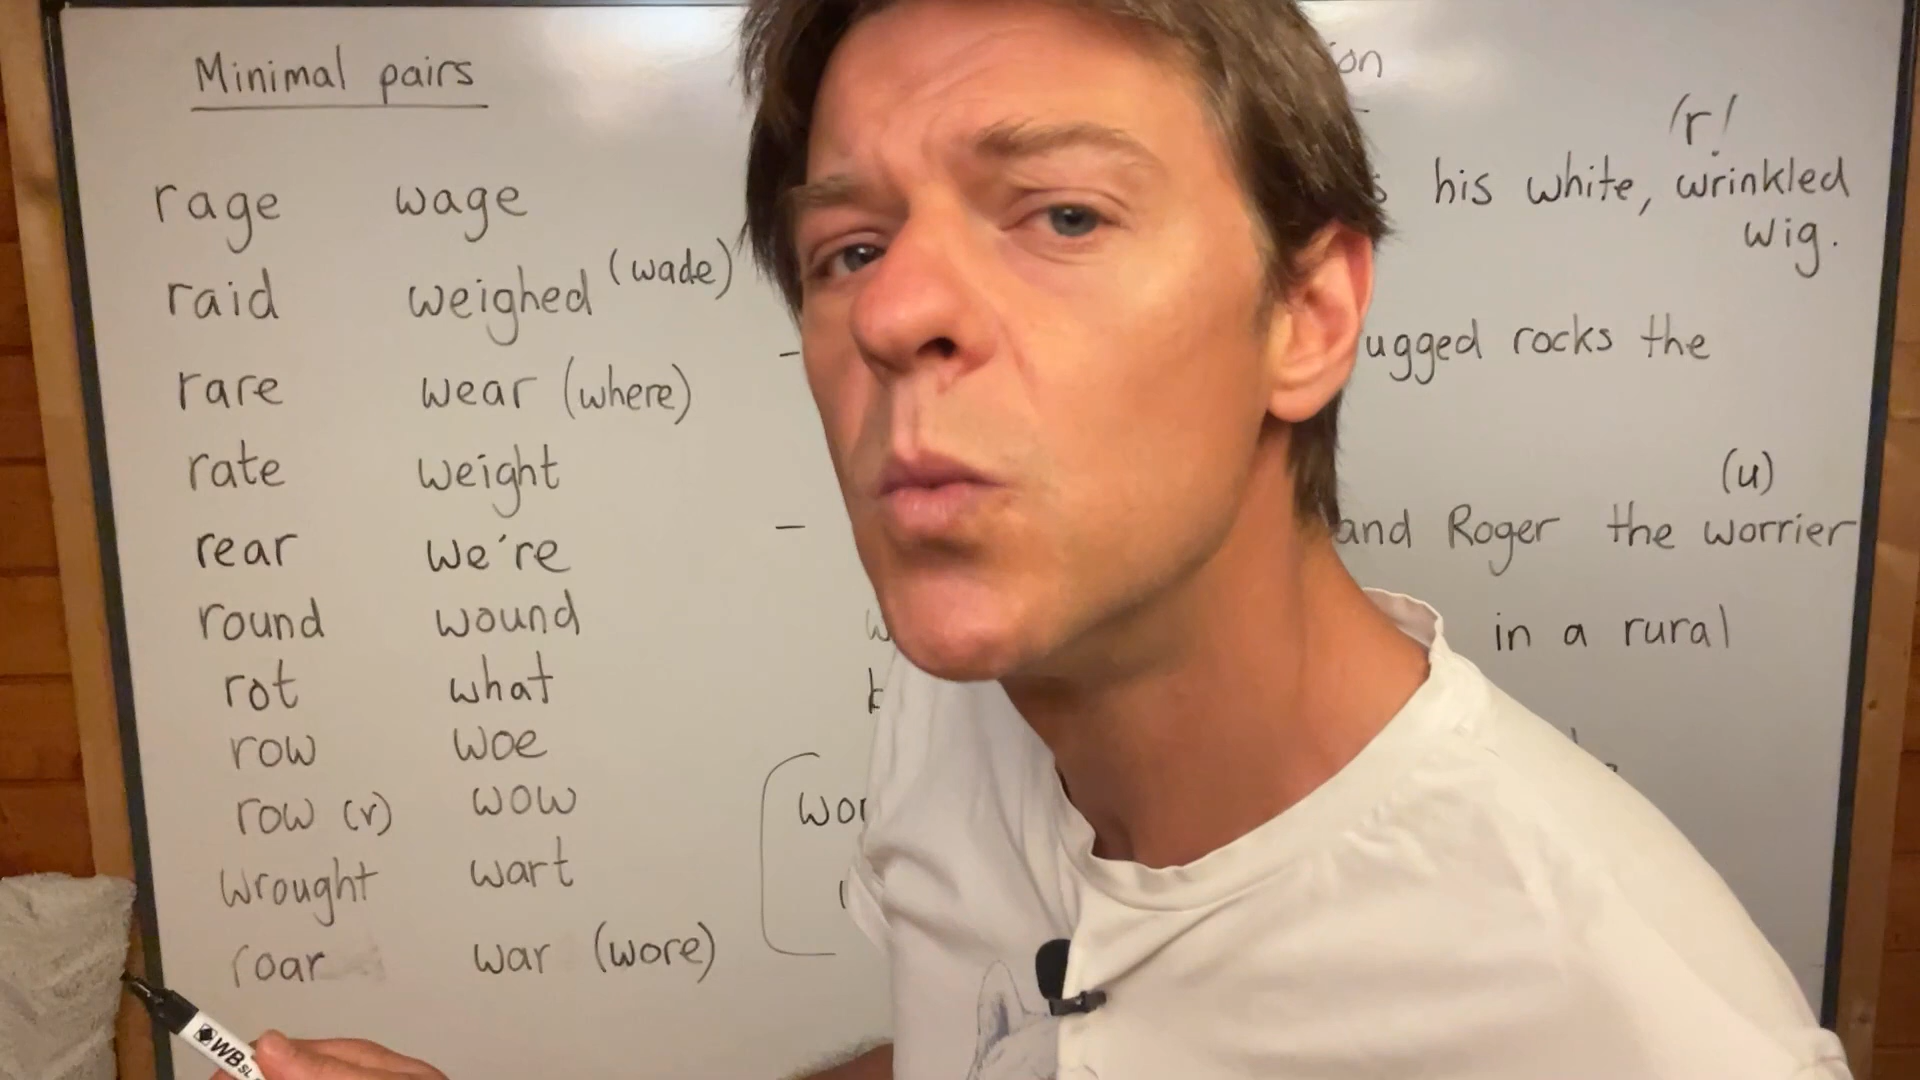 Minimal pairs
rage wage
raid weighed (wade)
rare wear (where)
rate weight
rear we're
round wound
rot what
row woe
row (v) wow
wrought wart
roar war (wore)
/r/
his white, wrinkled
wig.
rocks the
(u)
and Roger the worrier
in a rural
WB